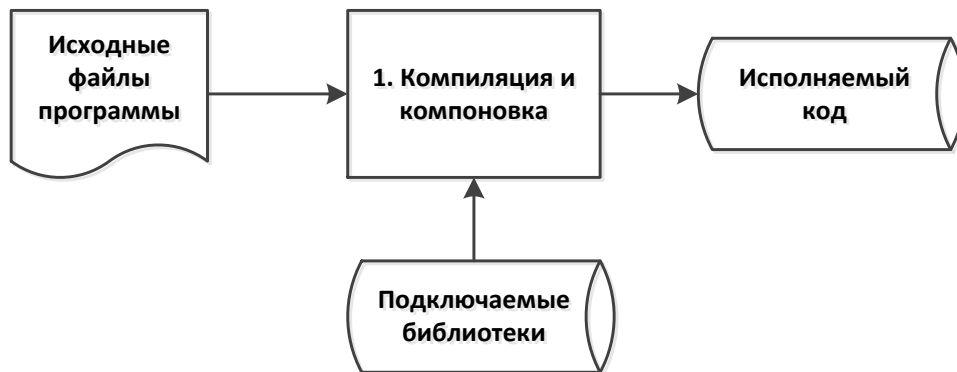 Исходные
файлы
программы
1. Компиляция и
компоновка
Исполняемый
код
Подключаемые
библиотеки